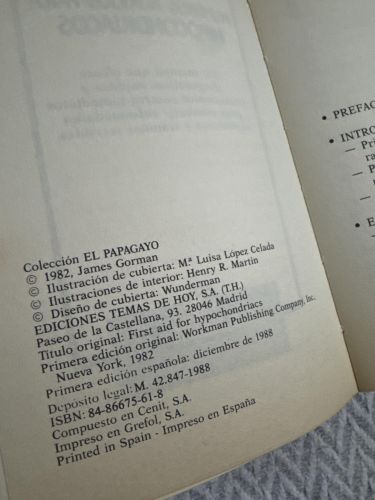 Colección EL PAPAGAYO
© 1982, James Gorman
© Ilustración de cubierta: Mª Luisa López Celada
© Ilustraciones de interior: Henry R. Martin
© Diseño de cubierta: Wunderman
EDICIONES TEMAS DE HOY, S.A. (T.H.)
Paseo de la Castellana, 93. 28046 Madrid
Titulo original: First aid for hypochondriacs
Primera edición original: Workman Publishing Company, Inc.
Nueva York, 1982
Primera edición española: diciembre de 1988
Depósito legal: M. 42.847-1988
ISBN: 84-86675-61-8
Compuesto en Cenit, S.A.
Impreso en Grefol, S.A.
Printed in Spain - Impreso en España
• PREFAC
• INTRO
— Pri
ra
— P